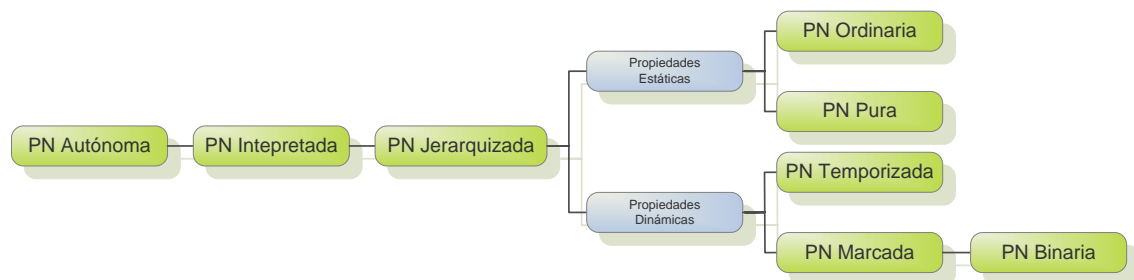 PN Autónoma
PN Intepretada
PN Jerarquizada
Propiedades
Estáticas
PN Ordinaria
PN Pura
Propiedades
Dinámicas
PN Temporizada
PN Marcada
PN Binaria